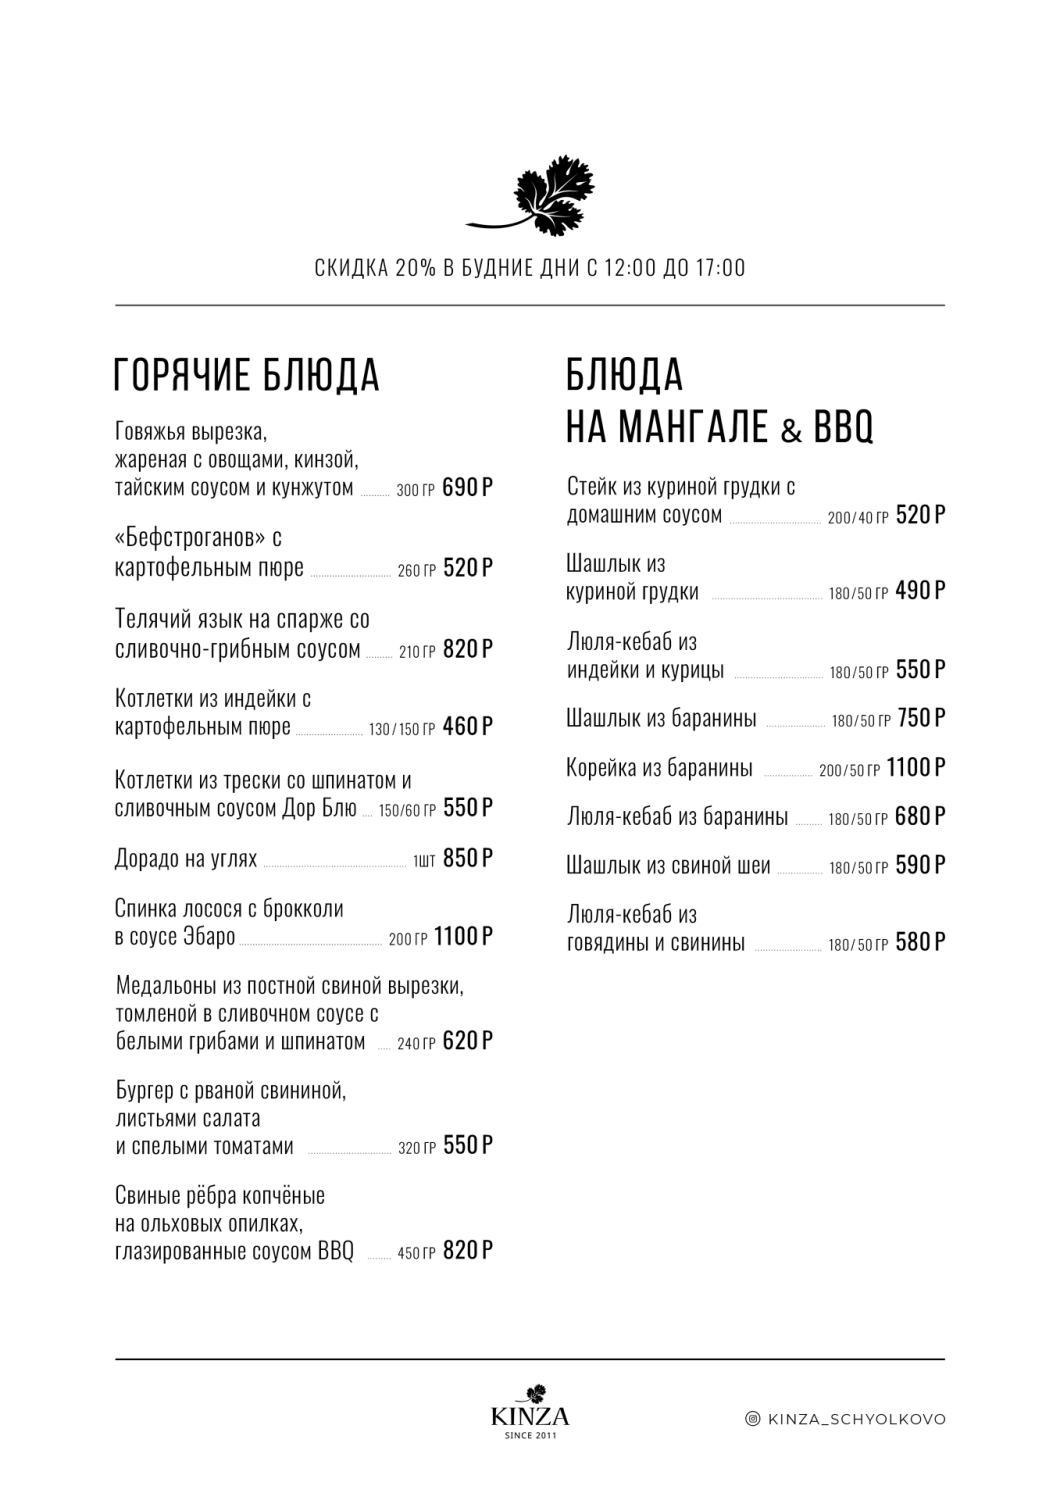 СКИДКА 20% В БУДНИЕ ДНИ С 12:00 ДО 17:00
ГОРЯЧИЕ БЛЮДА
Говяжья вырезка,
жареная с овощами, кинзой,
тайским соусом и кунжутом 300 ГР 690 Р
«Бефстроганов» с
картофельным пюре 260 ГР 520 Р
Телячий язык на спарже со
сливочно-грибным соусом 210 ГР 820 Р
Котлетки из индейки с
картофельным пюре 130/150 ГР 460 Р
Котлетки из трески со шпинатом и
сливочным соусом Дор Блю 150/60 ГР 550 Р
Дорадо на углях 1ШТ 850 Р
Спинка лосося с брокколи
в соусе Эбаро 200 ГР 1100 Р
Медальоны из постной свиной вырезки,
томленой в сливочном соусе с
белыми грибами и шпинатом 240 ГР 620 Р
Бургер с рваной свининой,
листьями салата
и спелыми томатами 320 ГР 550 Р
Свиные рёбра копчёные
на ольховых опилках,
глазированные соусом BBQ 450 ГР 820 Р
БЛЮДА
НА МАНГАЛЕ & BBQ
Стейк из куриной грудки с
домашним соусом 200/40 ГР 520 Р
Шашлык из
куриной грудки 180/50 ГР 490 Р
Люля-кебаб из
индейки и курицы 180/50 ГР 550 Р
Шашлык из баранины 180/50 ГР 750 Р
Корейка из баранины 200/50 ГР 1100 Р
Люля-кебаб из баранины 180/50 ГР 680 Р
Шашлык из свиной шеи 180/50 ГР 590 Р
Люля-кебаб из
говядины и свинины 180/50 ГР 580 Р
KINZA
SINCE 2011
KINZA_SCHYOLKOVO